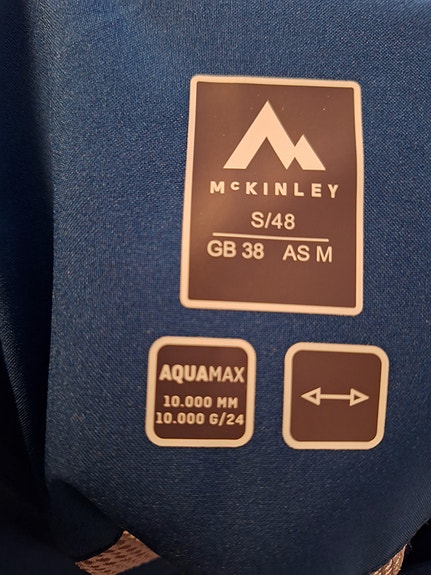 McKINLEY
S/48
GB 38 AS M
AQUAMAX
10.000 MM
10.000 G/24